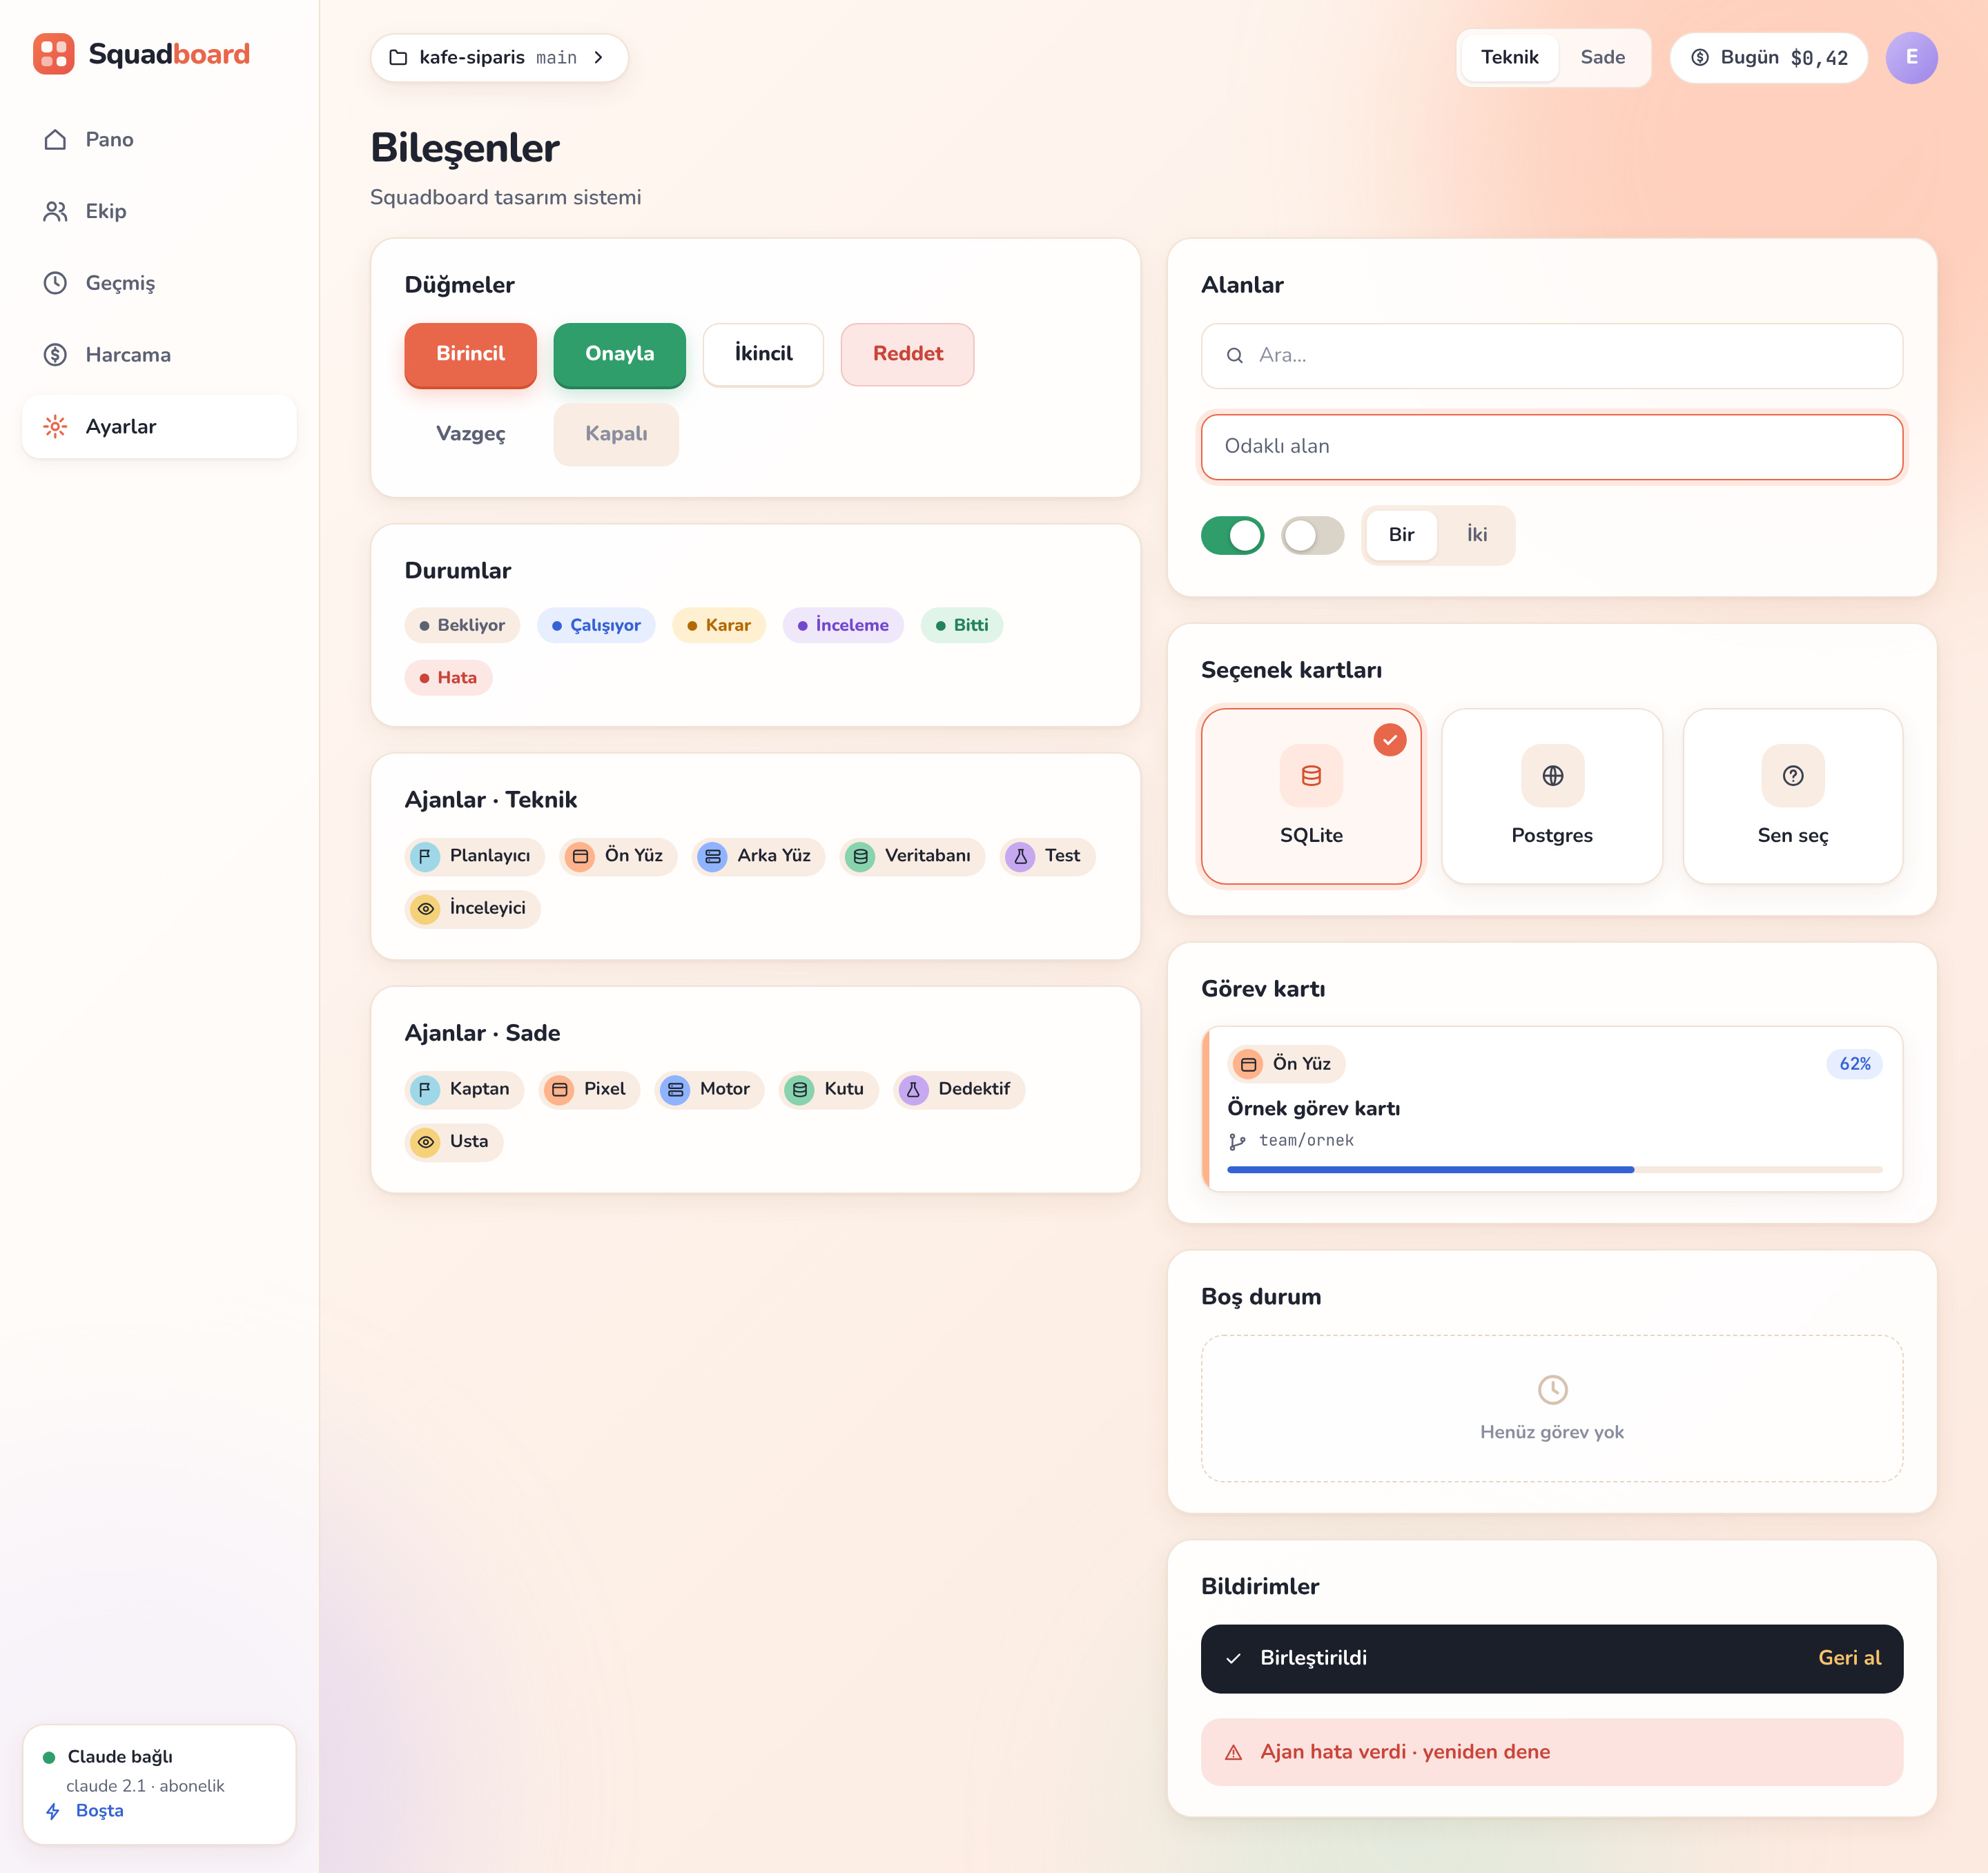 Squadboard
Pano
Ekip
Geçmiş
Harcama
Ayarlar
Claude bağlı
claude 2.1 · abonelik
Boşta
kafe-siparis main
Teknik Sade
Bugün $0,42
E
Bileşenler
Squadboard tasarım sistemi
Düğmeler
Birincil Onayla İkincil Reddet
Vazgeç Kapalı
Durumlar
Bekliyor Çalışıyor Karar İnceleme Bitti
Hata
Ajanlar · Teknik
Planlayıcı Ön Yüz Arka Yüz Veritabanı Test
İnceleyici
Ajanlar · Sade
Kaptan Pixel Motor Kutu Dedektif
Usta
Alanlar
Ara...
Odaklı alan
Bir İki
Seçenek kartları
SQLite Postgres Sen seç
Görev kartı
Ön Yüz 62%
Örnek görev kartı
team/ornek
Boş durum
Henüz görev yok
Bildirimler
Birleştirildi Geri al
Ajan hata verdi · yeniden dene